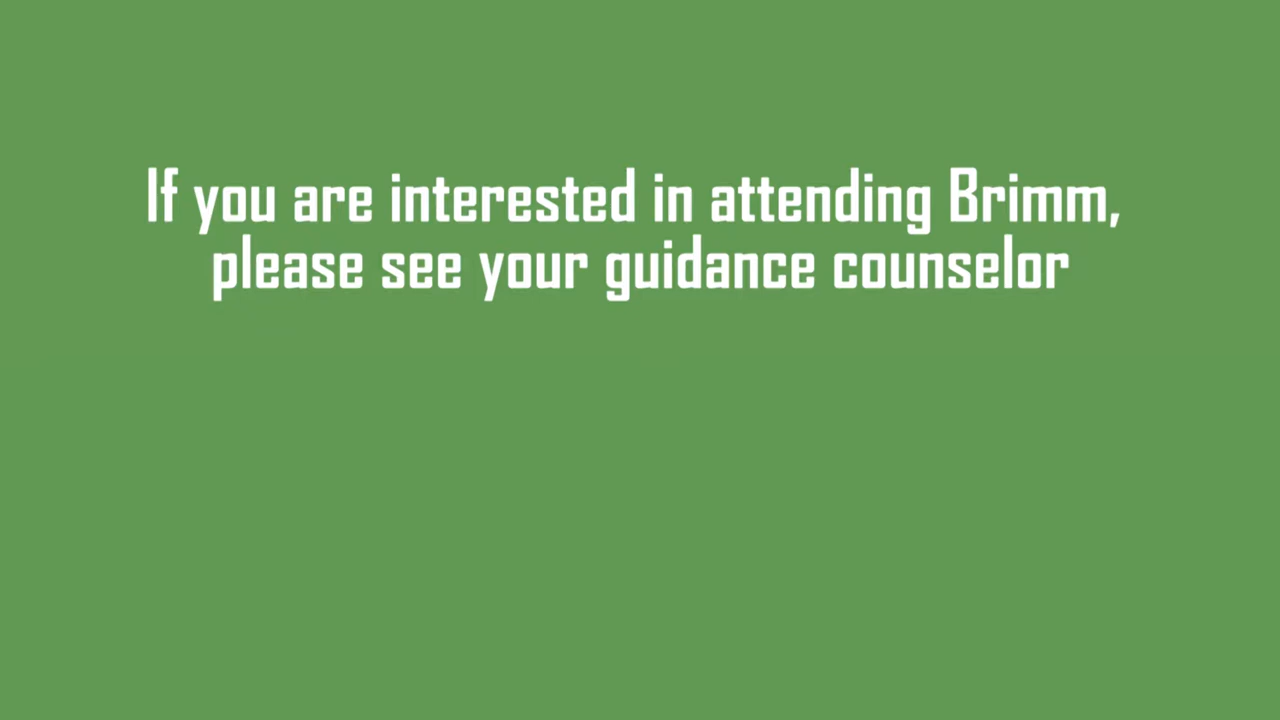 If you are interested in attending Brimm,
please see your guidance counselor